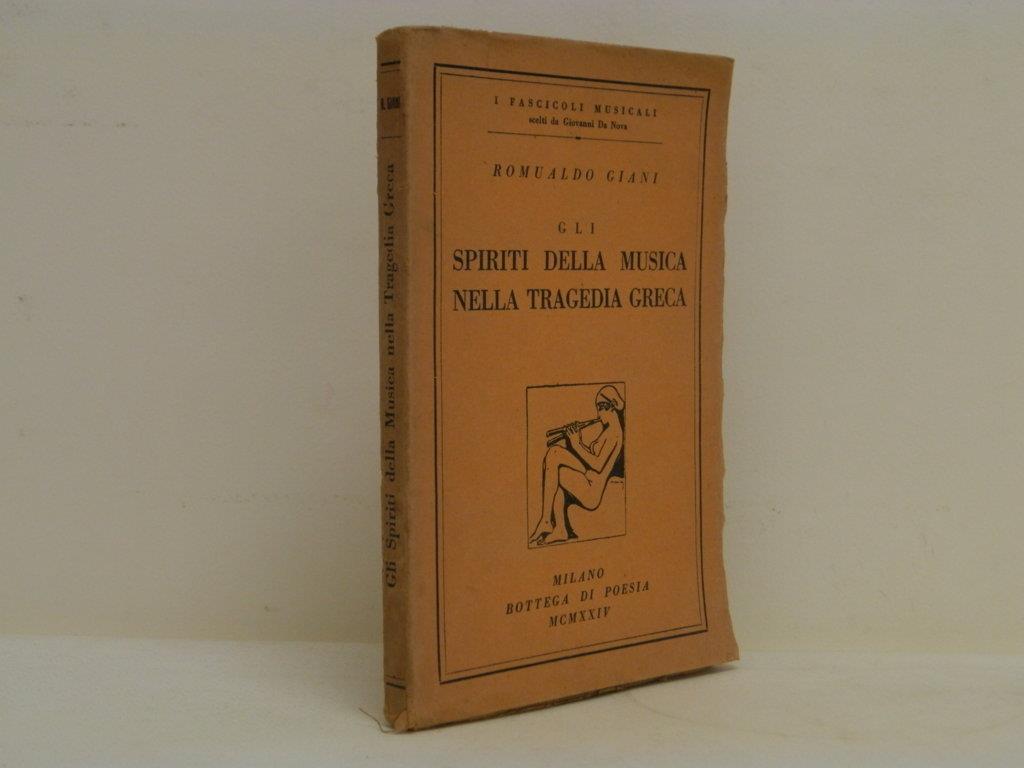 I FASCICOLI MUSICALI
scelti da Giovanni Da Nova
ROMUALDO GIANI
GLI
SPIRITI DELLA MUSICA
NELLA TRAGEDIA GRECA
MILANO
BOTTEGA DI POESIA
MCMXXIV
R. GIANI
Gli Spiriti della Musica nella Tragedia Greca